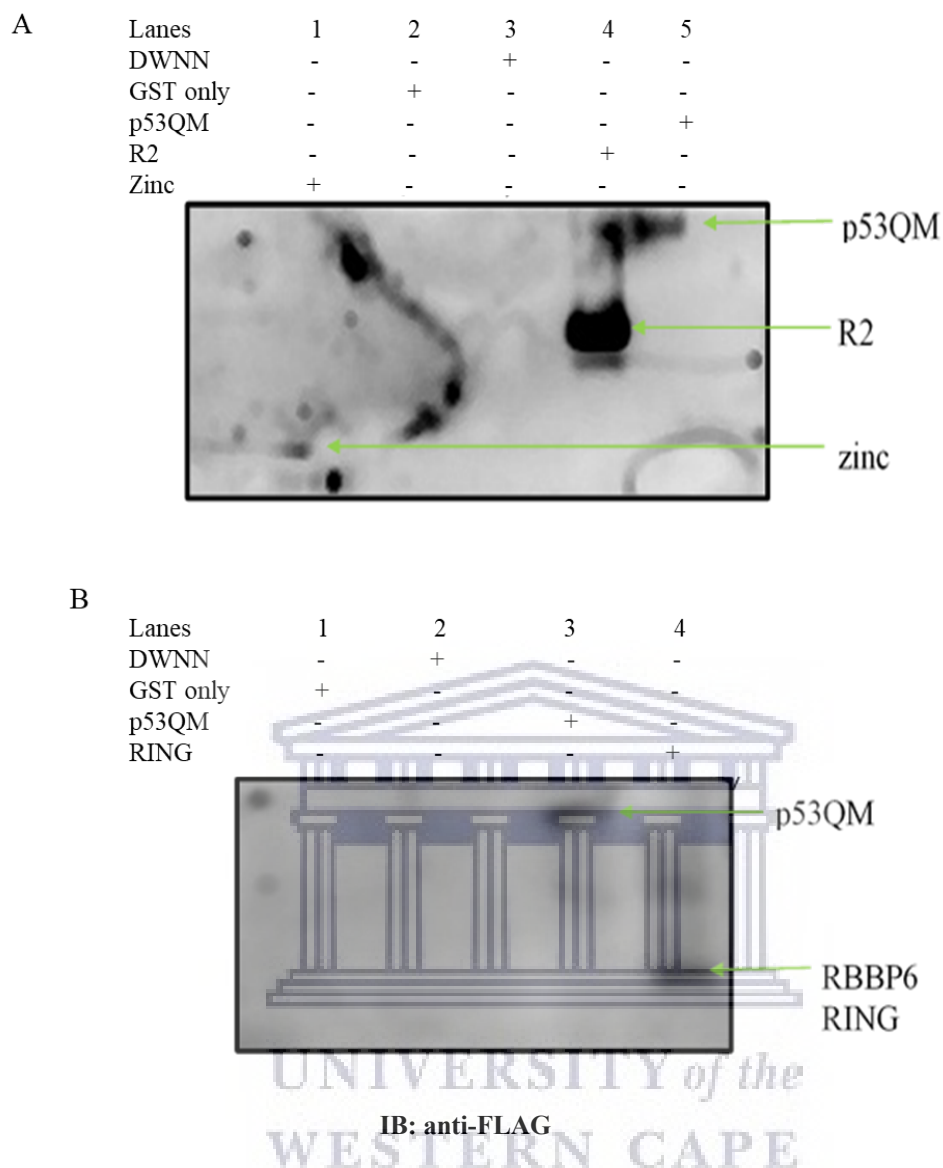 A
Lanes 1 2 3 4 5
DWNN - - + - -
GST only - + - - -
p53QM - - - - +
R2 - - - + -
Zinc + - - - -
p53QM
R2
zinc
B
Lanes 1 2 3 4
DWNN - + - -
GST only + - - -
p53QM - - + -
RING - - - +
p53QM
RBBP6
RING
UNIVERSITY of the
IB: anti-FLAG
WESTERN CAPE